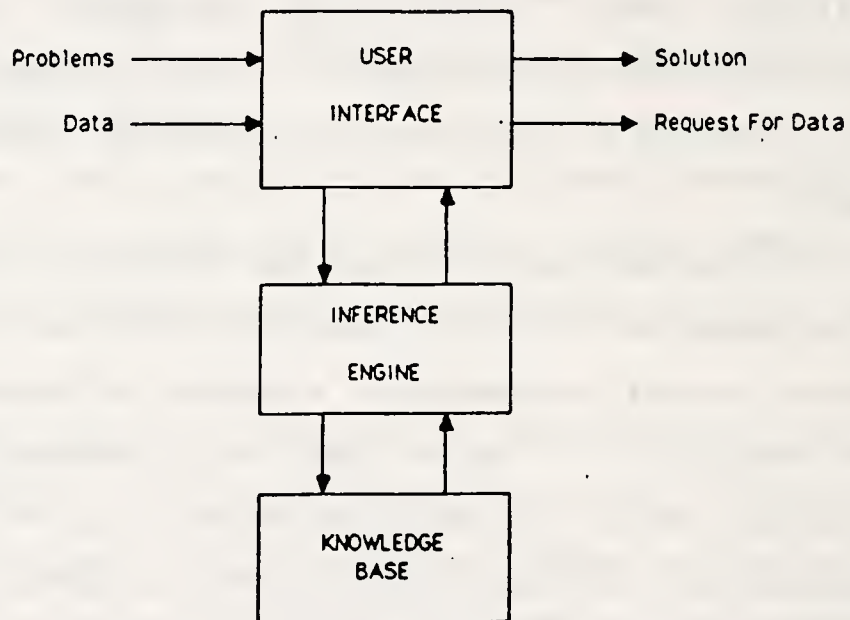 Problems
Data
USER
INTERFACE
Solution
Request For Data
INFERENCE
ENGINE
KNOWLEDGE
BASE